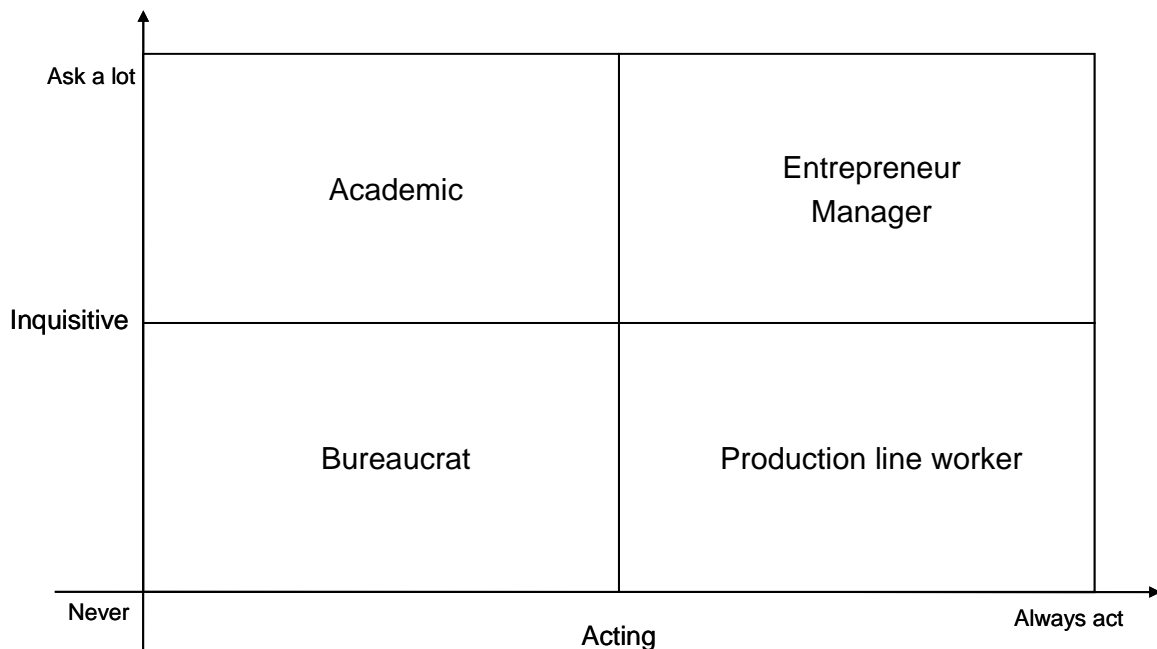 Ask a lot
Academic
Entrepreneur
Manager
Inquisitive
Bureaucrat
Production line worker
Never
Always act
Acting